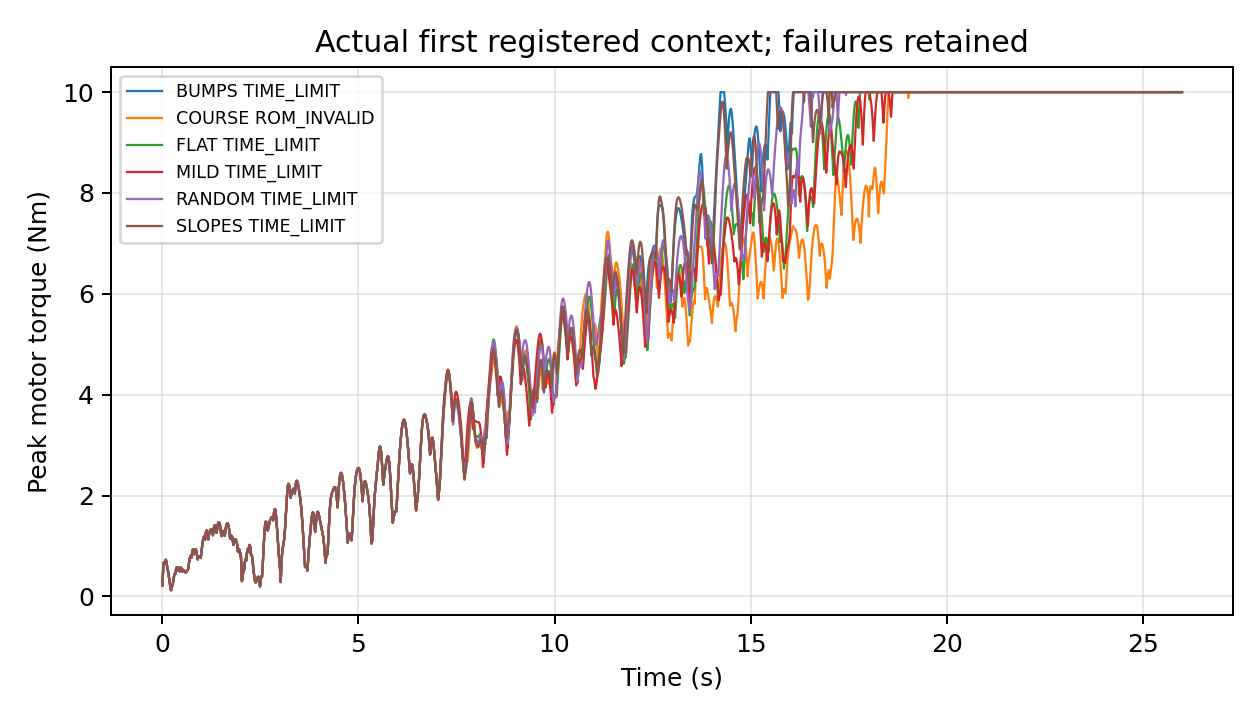 Actual first registered context; failures retained
Peak motor torque (Nm)
10
8
6
4
2
0
BUMPS TIME_LIMIT
COURSE ROM_INVALID
FLAT TIME_LIMIT
MILD TIME_LIMIT
RANDOM TIME_LIMIT
SLOPES TIME_LIMIT
0 5 10 15 20 25
Time (s)